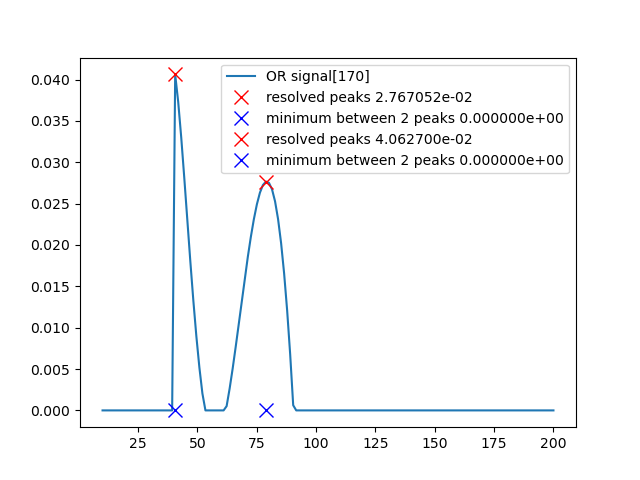 OR signal[170]
resolved peaks 2.767052e-02
minimum between 2 peaks 0.000000e+00
resolved peaks 4.062700e-02
minimum between 2 peaks 0.000000e+00
0.040
0.035
0.030
0.025
0.020
0.015
0.010
0.005
0.000
25 50 75 100 125 150 175 200